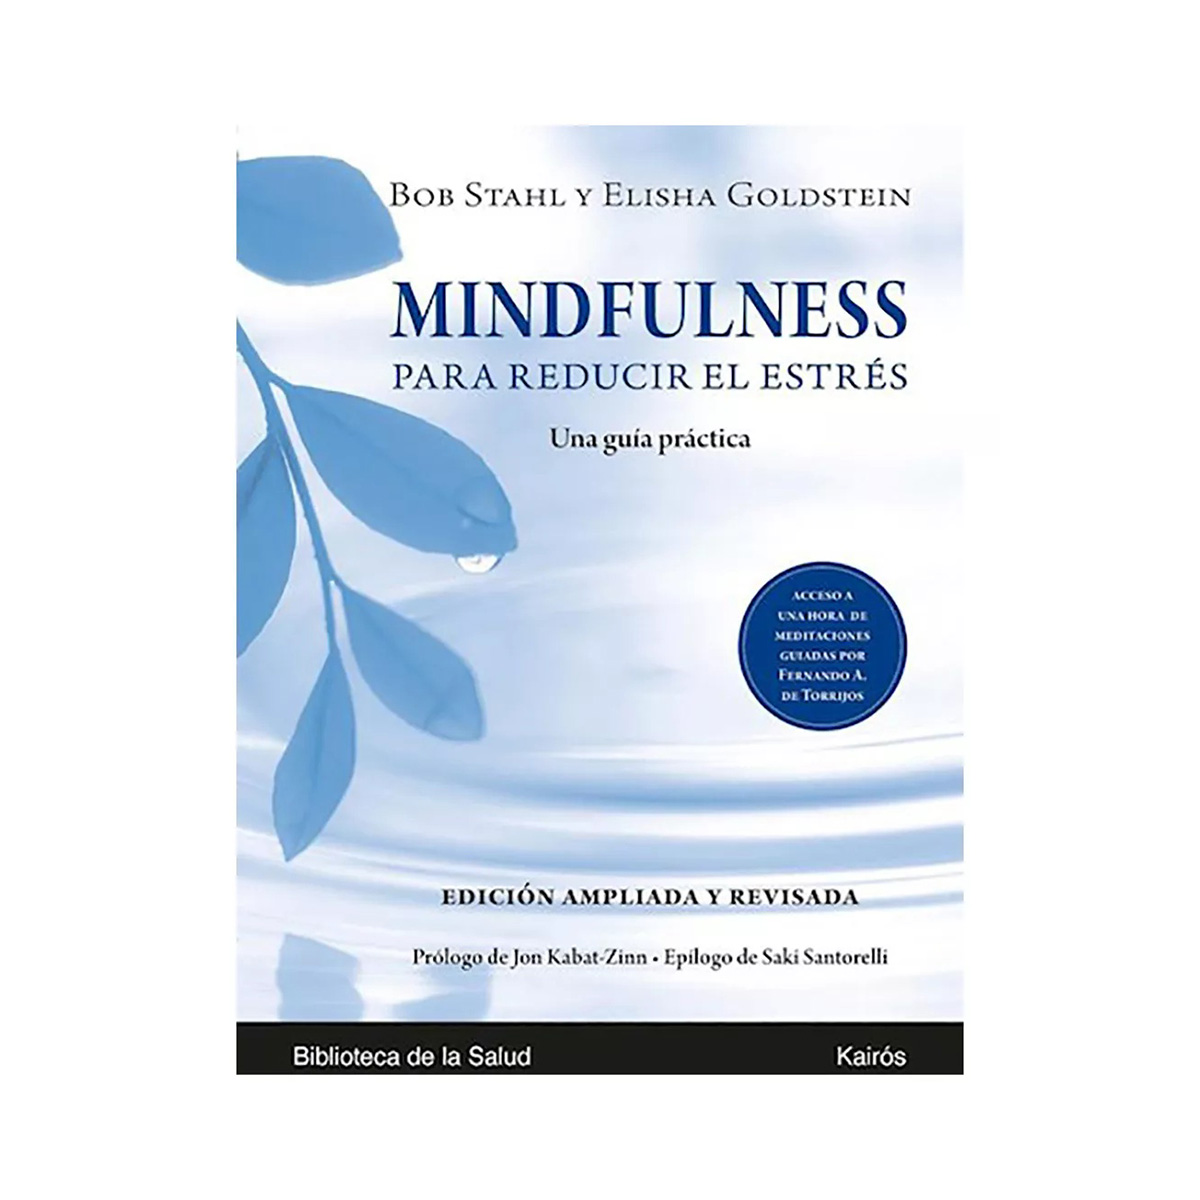 BOB STAHL Y ELISHA GOLDSTEIN
MINDFULNESS
PARA REDUCIR EL ESTRÉS
Una guía práctica
ACCESO A
UNA HORA DE
MEDITACIONES
GUIADAS POR
FERNANDO A.
DE TORRIJOS
EDICIÓN AMPLIADA Y REVISADA
Prólogo de Jon Kabat-Zinn • Epílogo de Saki Santorelli
Biblioteca de la Salud
Kairós